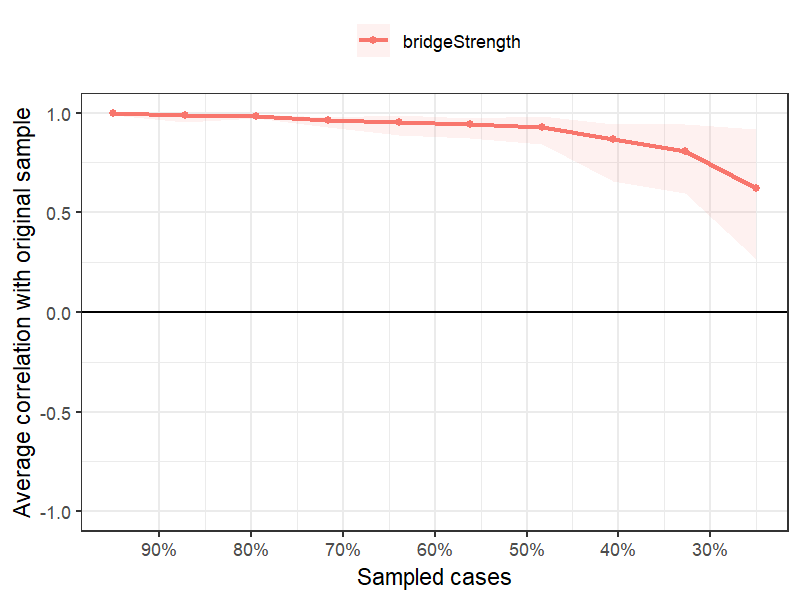 bridgeStrength
Average correlation with original sample
1.0
0.5
0.0
-0.5
-1.0
90% 80% 70% 60% 50% 40% 30%
Sampled cases